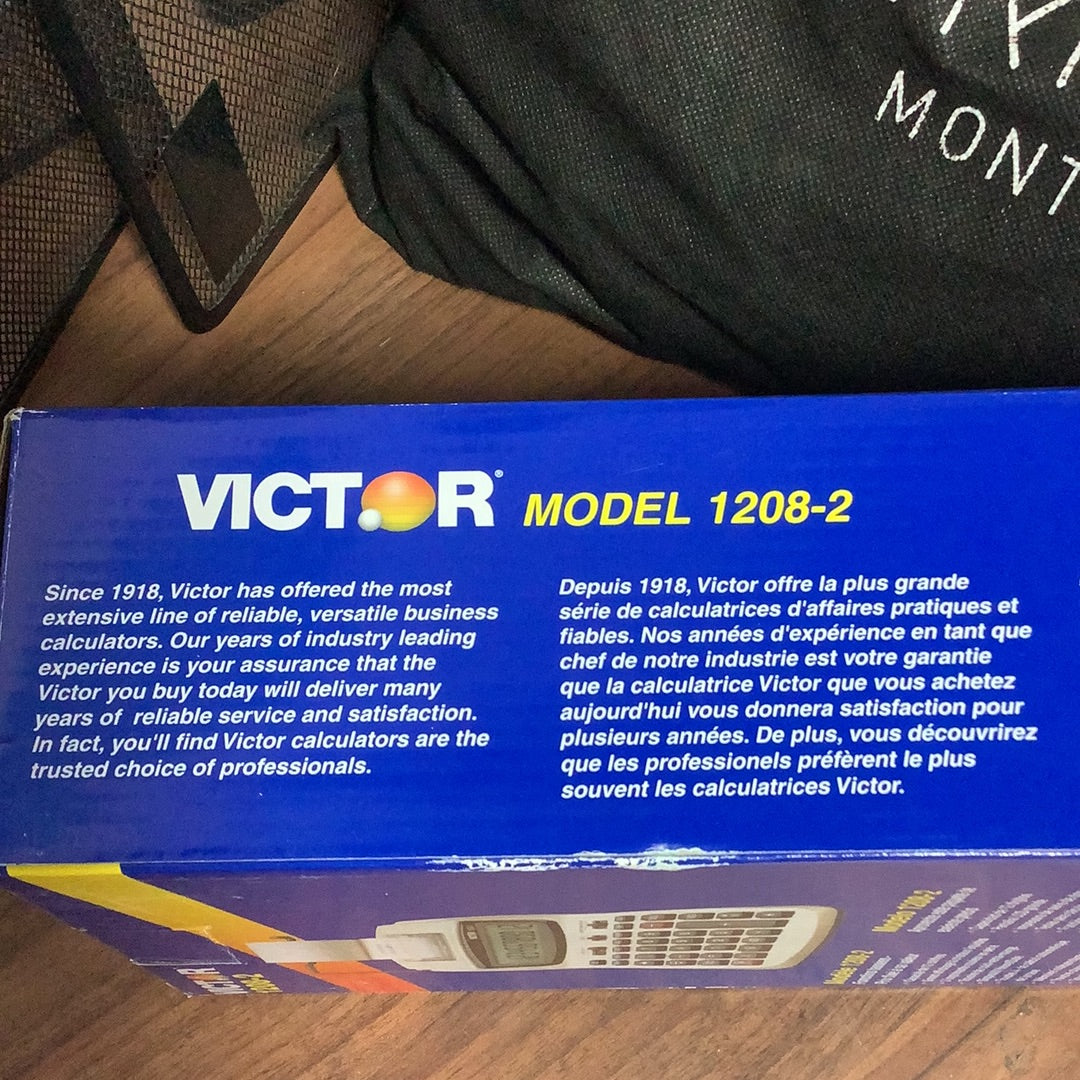 MONT
VICTOR® MODEL 1208-2
Since 1918, Victor has offered the most
extensive line of reliable, versatile business
calculators. Our years of industry leading
experience is your assurance that the
Victor you buy today will deliver many
years of reliable service and satisfaction.
In fact, you'll find Victor calculators are the
trusted choice of professionals.
Depuis 1918, Victor offre la plus grande
série de calculatrices d'affaires pratiques et
fiables. Nos années d'expérience en tant que
chef de notre industrie est votre garantie
que la calculatrice Victor que vous achetez
aujourd'hui vous donnera satisfaction pour
plusieurs années. De plus, vous découvrirez
que les professionels préfèrent le plus
souvent les calculatrices Victor.